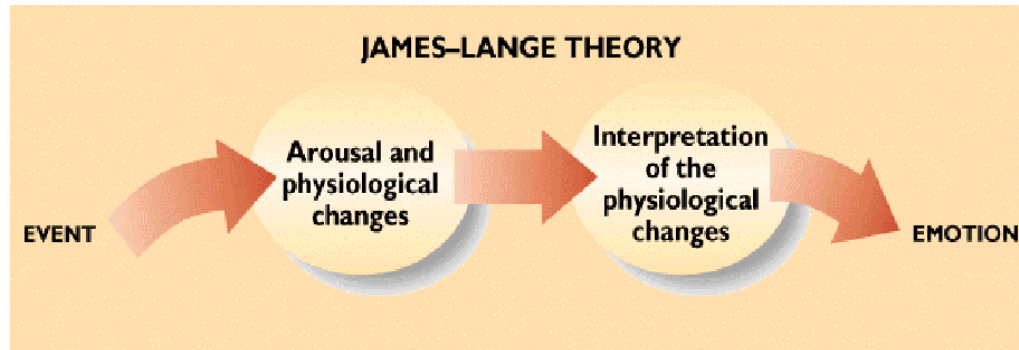 JAMES–LANGE THEORY
EVENT
Arousal and
physiological
changes
Interpretation
of the
physiological
changes
EMOTION